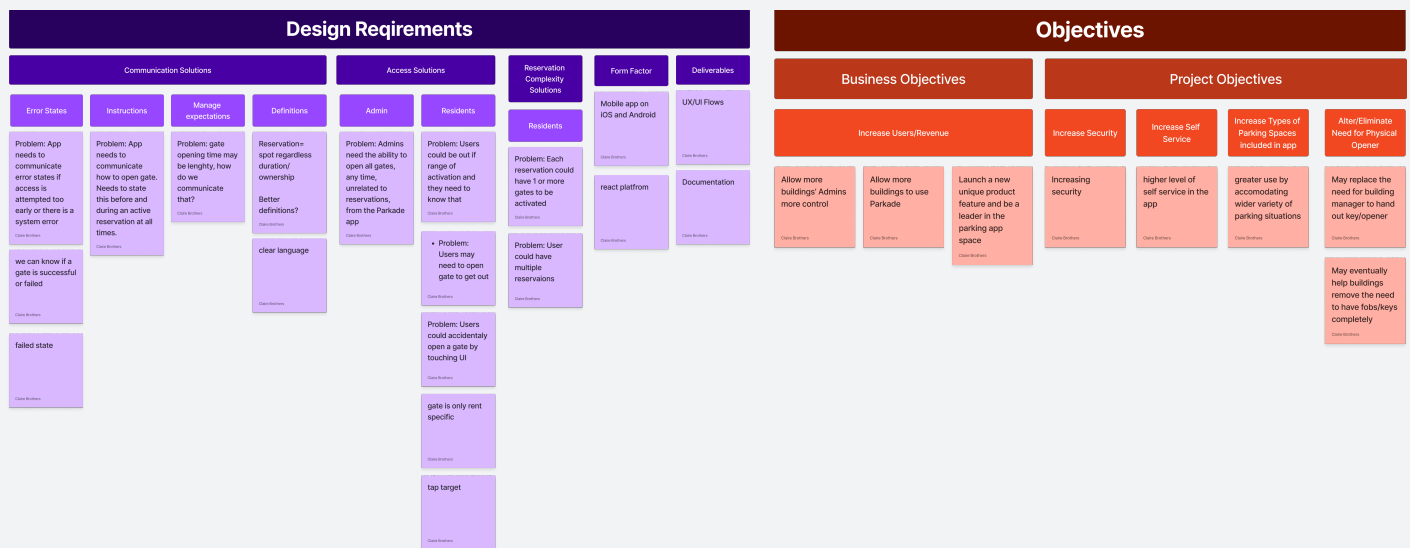 Design Reqirements
Communication Solutions
Error States
Problem: App
needs to
communicate
error states if
access is
attempted too
early or there is a
system error
Claire Brothers
we can know if a
gate is successful
or failed
Claire Brothers
failed state
Claire Brothers
Instructions
Problem: App
needs to
communicate
how to open gate.
Needs to state
this before and
during an active
reservation at all
times.
Claire Brothers
Manage
expectations
Problem: gate
opening time may
be lenghty, how
do we
communicate
that?
Claire Brothers
Definitions
Reservation=
spot regardless
duration/
ownership
Better
definitions?
Claire Brothers
clear language
Claire Brothers
Access Solutions
Admin
Problem: Admins
need the ability to
open all gates,
any time,
unrelated to
reservations,
from the Parkade
app
Claire Brothers
Residents
Problem: Users
could be out if
range of
activation and
they need to
know that
Claire Brothers
• Problem:
Users may
need to open
gate to get out
Claire Brothers
Problem: Users
could accidentaly
open a gate by
touching UI
Claire Brothers
gate is only rent
specific
Claire Brothers
tap target
Claire Brothers
Reservation
Complexity
Solutions
Residents
Problem: Each
reservation could
have 1 or more
gates to be
activated
Claire Brothers
Problem: User
could have
multiple
reservaions
Claire Brothers
Form Factor
Mobile app on
iOS and Android
Claire Brothers
react platfrom
Claire Brothers
Deliverables
UX/UI Flows
Claire Brothers
Documentation
Claire Brothers
Objectives
Business Objectives
Increase Users/Revenue
Allow more
buildings' Admins
more control
Claire Brothers
Allow more
buildings to use
Parkade
Claire Brothers
Launch a new
unique product
feature and be a
leader in the
parking app
space
Claire Brothers
Project Objectives
Increase Security
Increasing
security
Claire Brothers
Increase Self
Service
higher level of
self service in the
app
Claire Brothers
Increase Types of
Parking Spaces
included in app
greater use by
accomodating
wider variety of
parking situations
Claire Brothers
Alter/Eliminate
Need for Physical
Opener
May replace the
need for building
manager to hand
out key/opener
Claire Brothers
May eventually
help buildings
remove the need
to have fobs/keys
completely
Claire Brothers